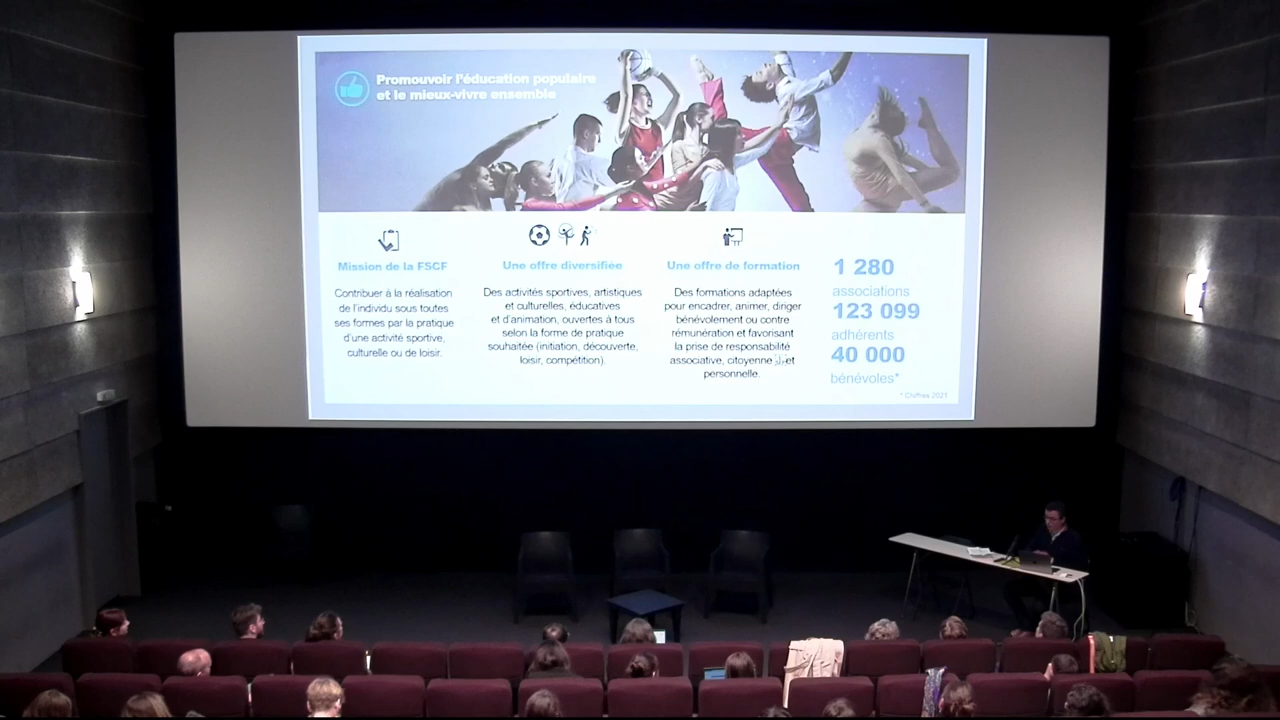 Promouvoir l'éducation populaire
et le mieux-vivre ensemble
Mission de la FSCF
Contribuer à la réalisation
de l'individu sous toutes
ses formes par la pratique
d'une activité sportive,
culturelle ou de loisir.
Une offre diversifiée
Des activités sportives, artistiques
et culturelles, éducatives
et d'animation, ouvertes à tous
selon la forme de pratique
souhaitée (initiation, découverte,
loisir, compétition).
Une offre de formation
Des formations adaptées
pour encadrer, animer, diriger
bénévolement ou contre
rémunération et favorisant
la prise de responsabilité
associative, citoyenne et
personnelle.
1 280
associations
123 099
adhérents
40 000
bénévoles*
* Chiffres 2021